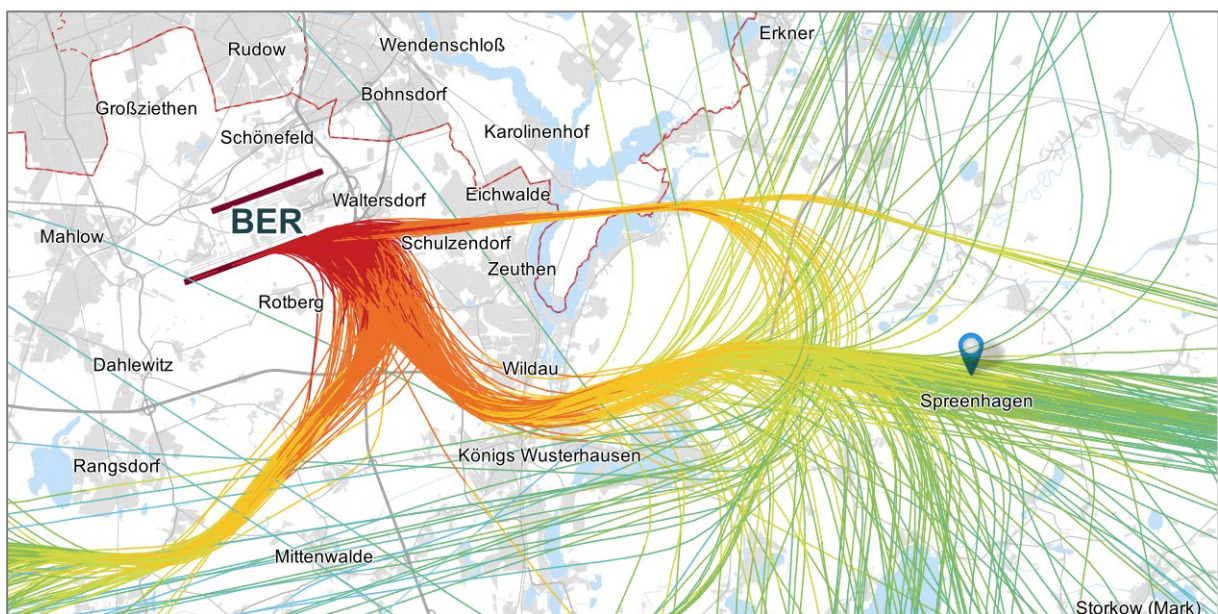 Erkner
Wendenschloß
Rudow
Bohnsdorf
Großziethen
Schönefeld
Karolinenhof
Waltersdorf
Eichwalde
BER
Mahlow
Schulzendorf
Zeuthen
Rotberg
Dahlewitz
Wildau
Spreenhagen
Rangsdorf
Königs Wusterhausen
Mittenwalde
Storkow (Mark)